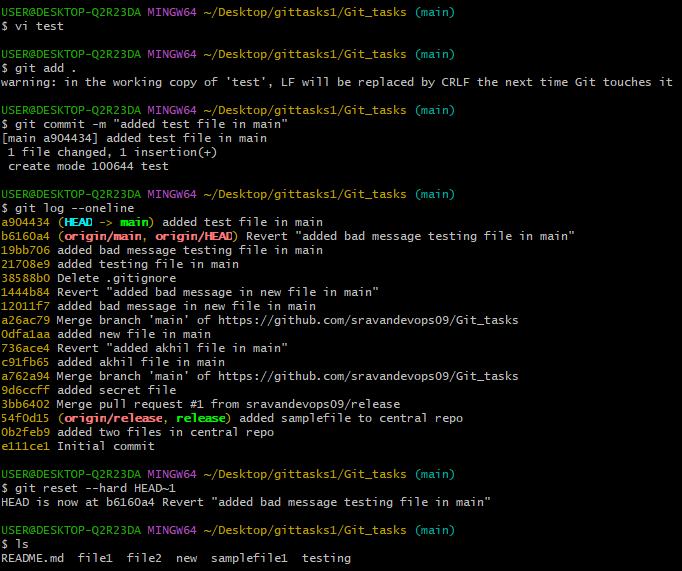 USER@DESKTOP-Q2R23DA MINGW64 ~/Desktop/gittasks1/Git_tasks (main)
$ vi test
USER@DESKTOP-Q2R23DA MINGW64 ~/Desktop/gittasks1/Git_tasks (main)
$ git add .
warning: in the working copy of 'test', LF will be replaced by CRLF the next time Git touches it
USER@DESKTOP-Q2R23DA MINGW64 ~/Desktop/gittasks1/Git_tasks (main)
$ git commit -m "added test file in main"
[main a904434] added test file in main
 1 file changed, 1 insertion(+)
 create mode 100644 test
USER@DESKTOP-Q2R23DA MINGW64 ~/Desktop/gittasks1/Git_tasks (main)
$ git log --oneline
a904434 (HEAD -> main) added test file in main
b6160a4 (origin/main, origin/HEAD) Revert "added bad message testing file in main"
19bb706 added bad message testing file in main
21708e9 added testing file in main
38588b0 Delete .gitignore
1444b84 Revert "added bad message in new file in main"
12011f7 added bad message in new file in main
a26ac79 Merge branch 'main' of https://github.com/sravandevops09/Git_tasks
0dfa1aa added new file in main
736ace4 Revert "added akhil file in main"
c91fb65 added akhil file in main
a762a94 Merge branch 'main' of https://github.com/sravandevops09/Git_tasks
9d6ccff added secret file
3bb6402 Merge pull request #1 from sravandevops09/release
54f0d15 (origin/release, release) added samplefile to central repo
0b2feb9 added two files in central repo
e111ce1 Initial commit
USER@DESKTOP-Q2R23DA MINGW64 ~/Desktop/gittasks1/Git_tasks (main)
$ git reset --hard HEAD~1
HEAD is now at b6160a4 Revert "added bad message testing file in main"
USER@DESKTOP-Q2R23DA MINGW64 ~/Desktop/gittasks1/Git_tasks (main)
$ ls
README.md  file1  file2  new  samplefile1  testing